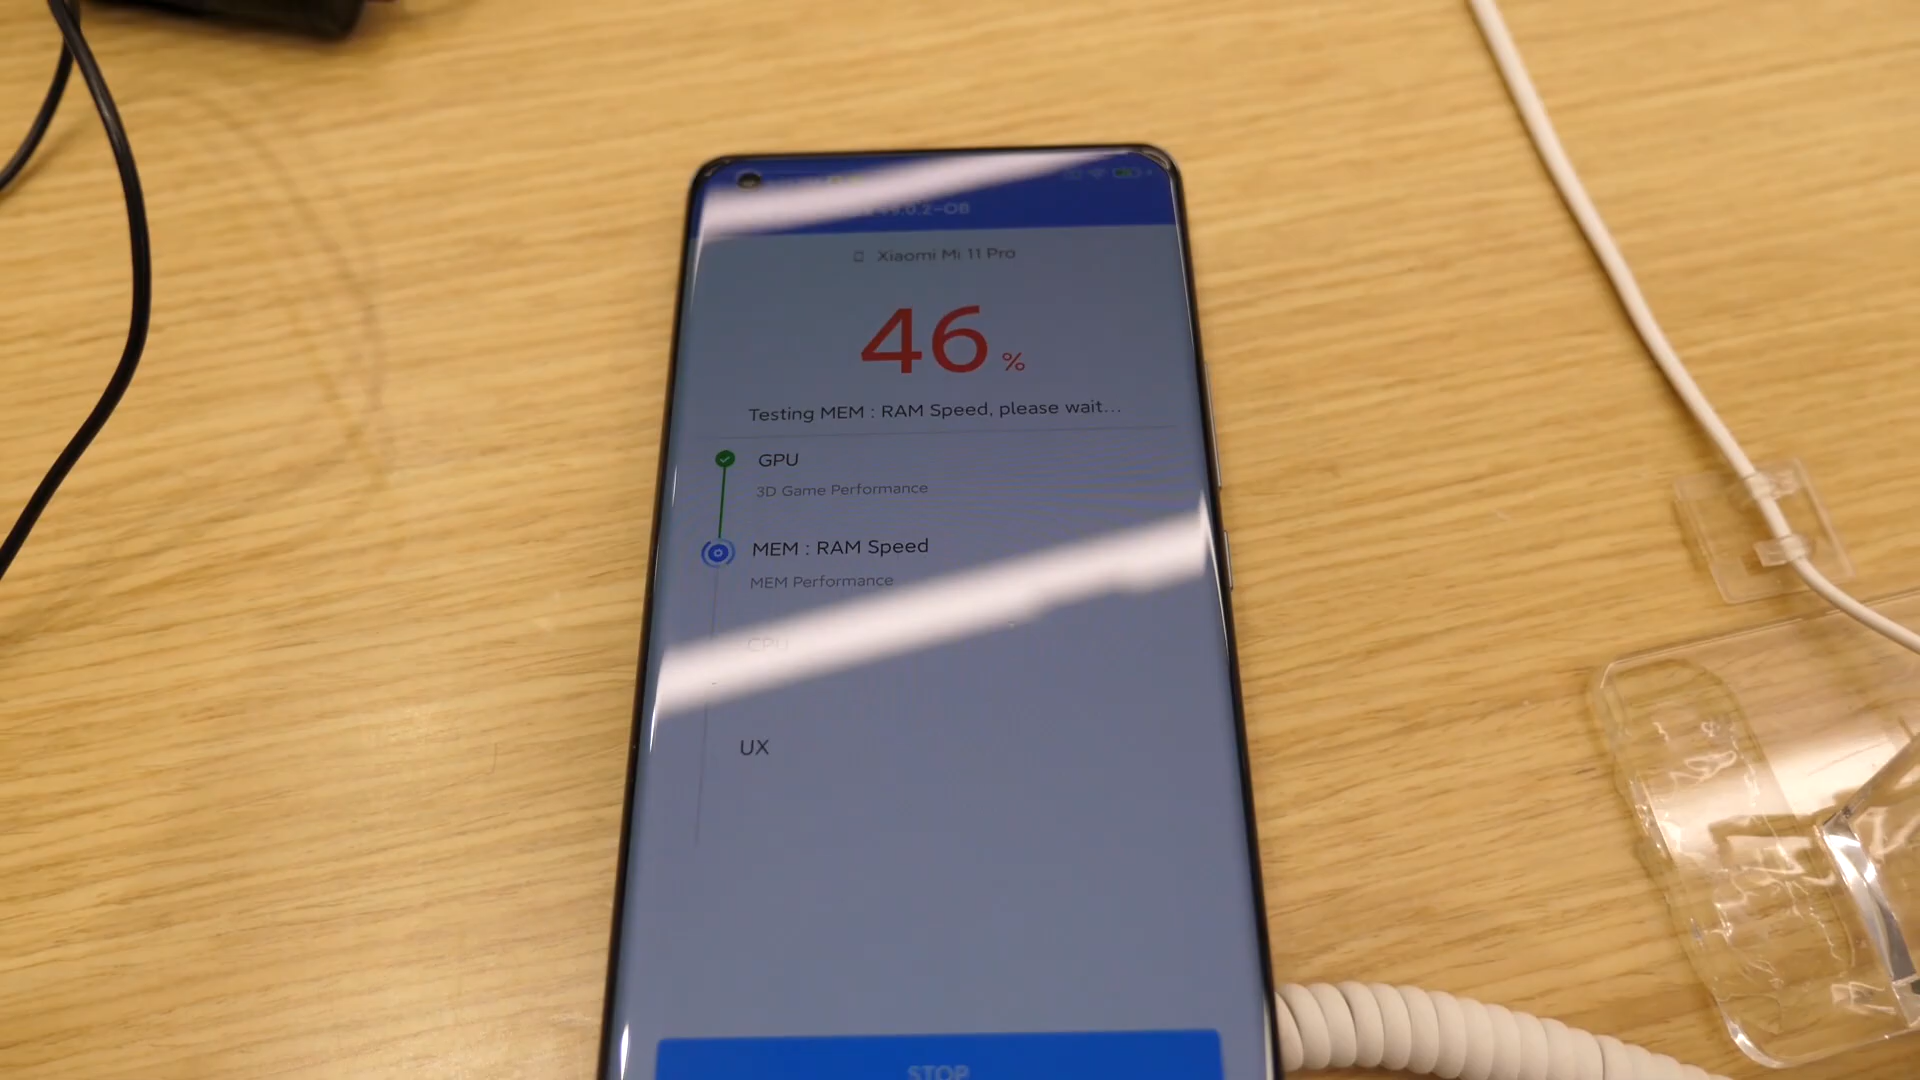 Xiaomi Mi 11 Pro
46 %
Testing MEM : RAM Speed, please wait...
GPU
3D Game Performance
MEM : RAM Speed
MEM Performance
CPU
UX
STOP